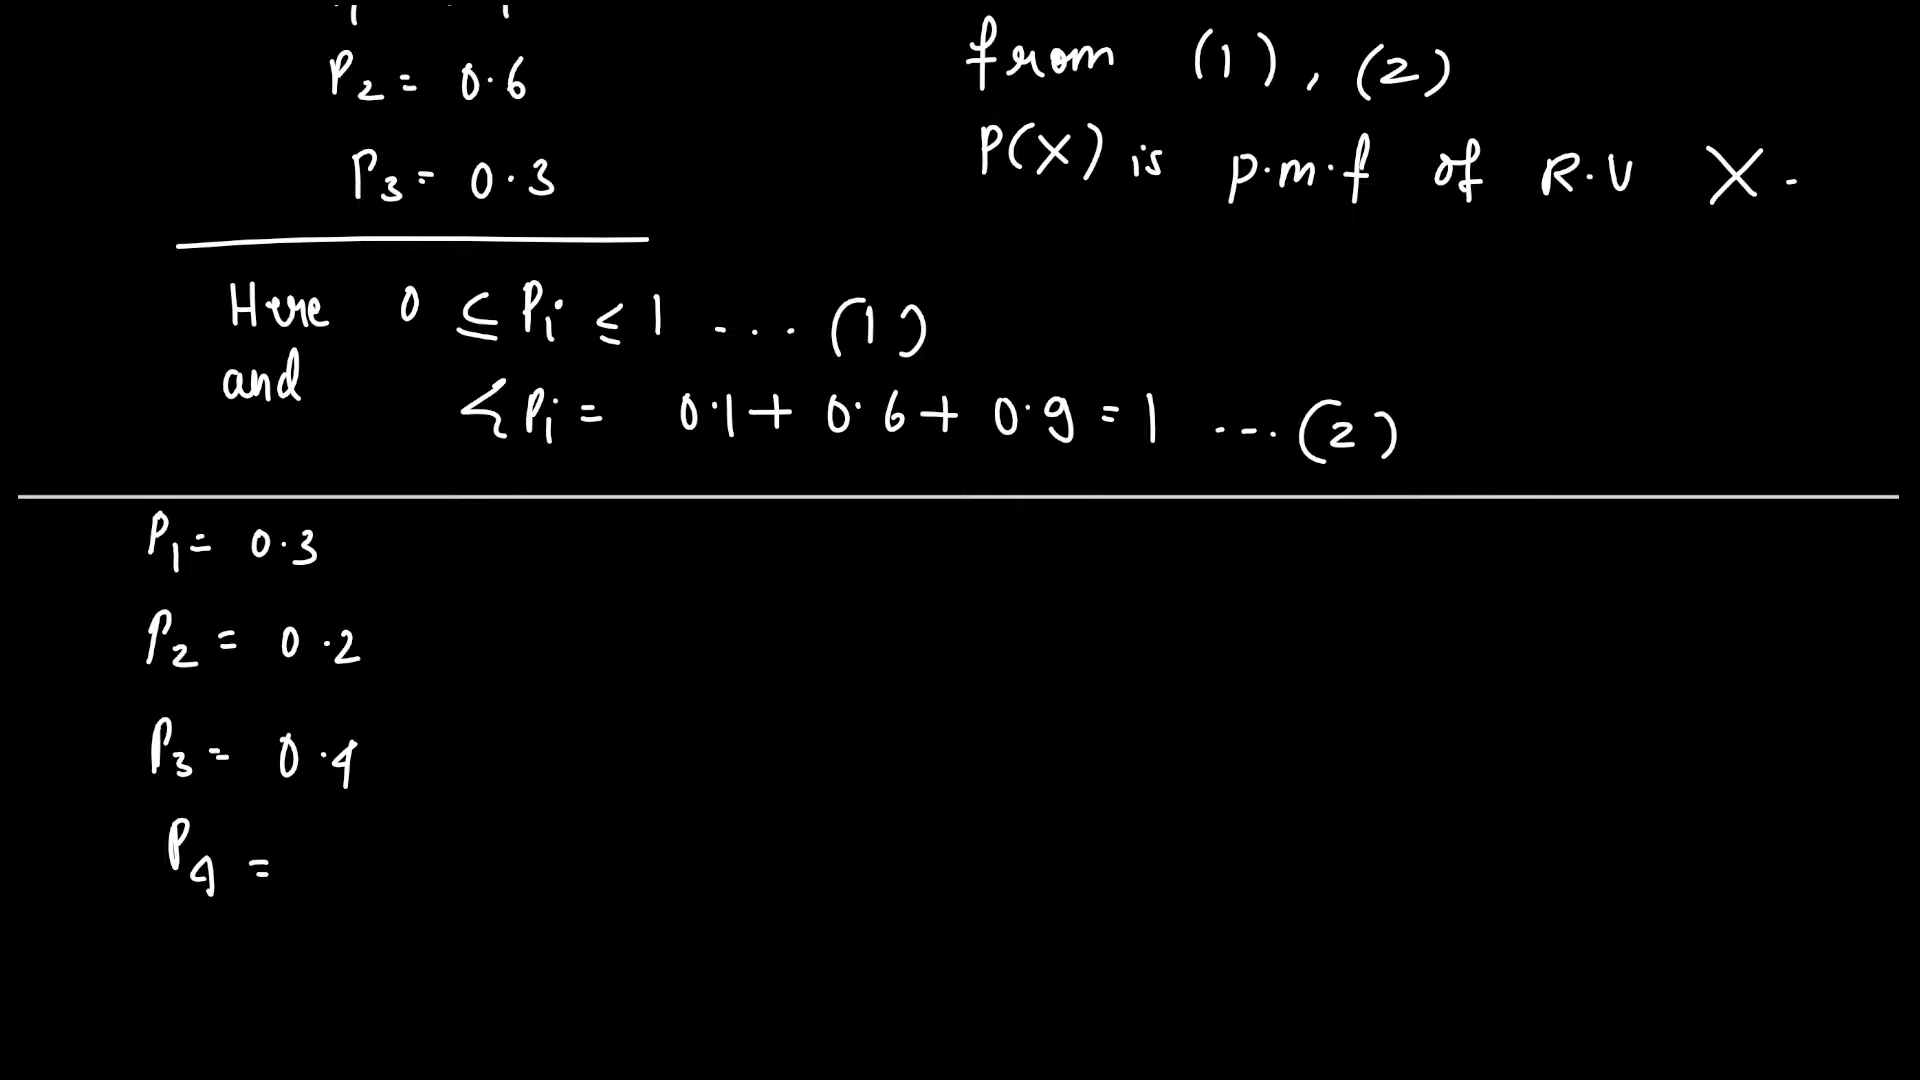 P₂ = 0.6
P₃ = 0.3
from (1), (2)
P(X) is p.m.f of R.V X.
Here 0 ≤ Pᵢ ≤ 1 ... (1)
and
≤Pᵢ = 0.1 + 0.6 + 0.9 = 1 ... (2)
P₁ = 0.3
P₂ = 0.2
P₃ = 0.4
P₄ =